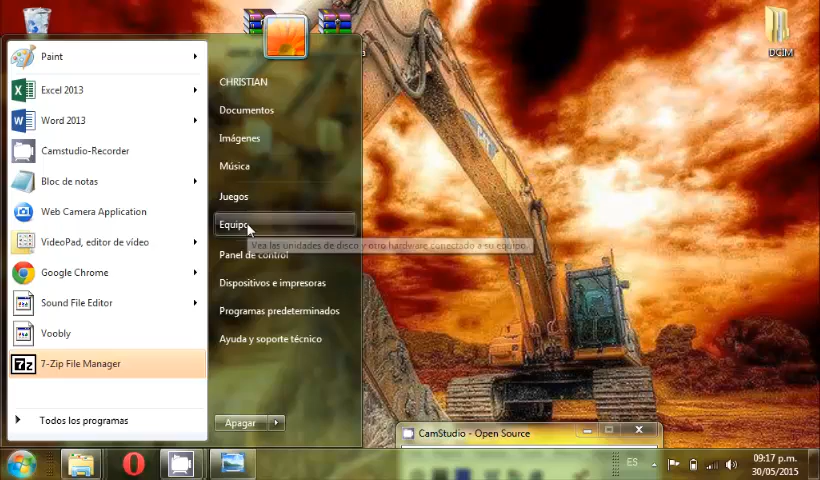 Paint
Excel 2013
Word 2013
Camstudio-Recorder
Bloc de notas
Web Camera Application
VideoPad, editor de vídeo
Google Chrome
Sound File Editor
Voobly
7-Zip File Manager
Todos los programas
CHRISTIAN
Documentos
Imágenes
Música
Juegos
Equipo
Vea las unidades de disco y otro hardware conectado a su equipo.
Panel de control
Dispositivos e impresoras
Programas predeterminados
Ayuda y soporte técnico
Apagar
DCIM
CamStudio - Open Source
ES
09:17 p.m.
30/05/2015